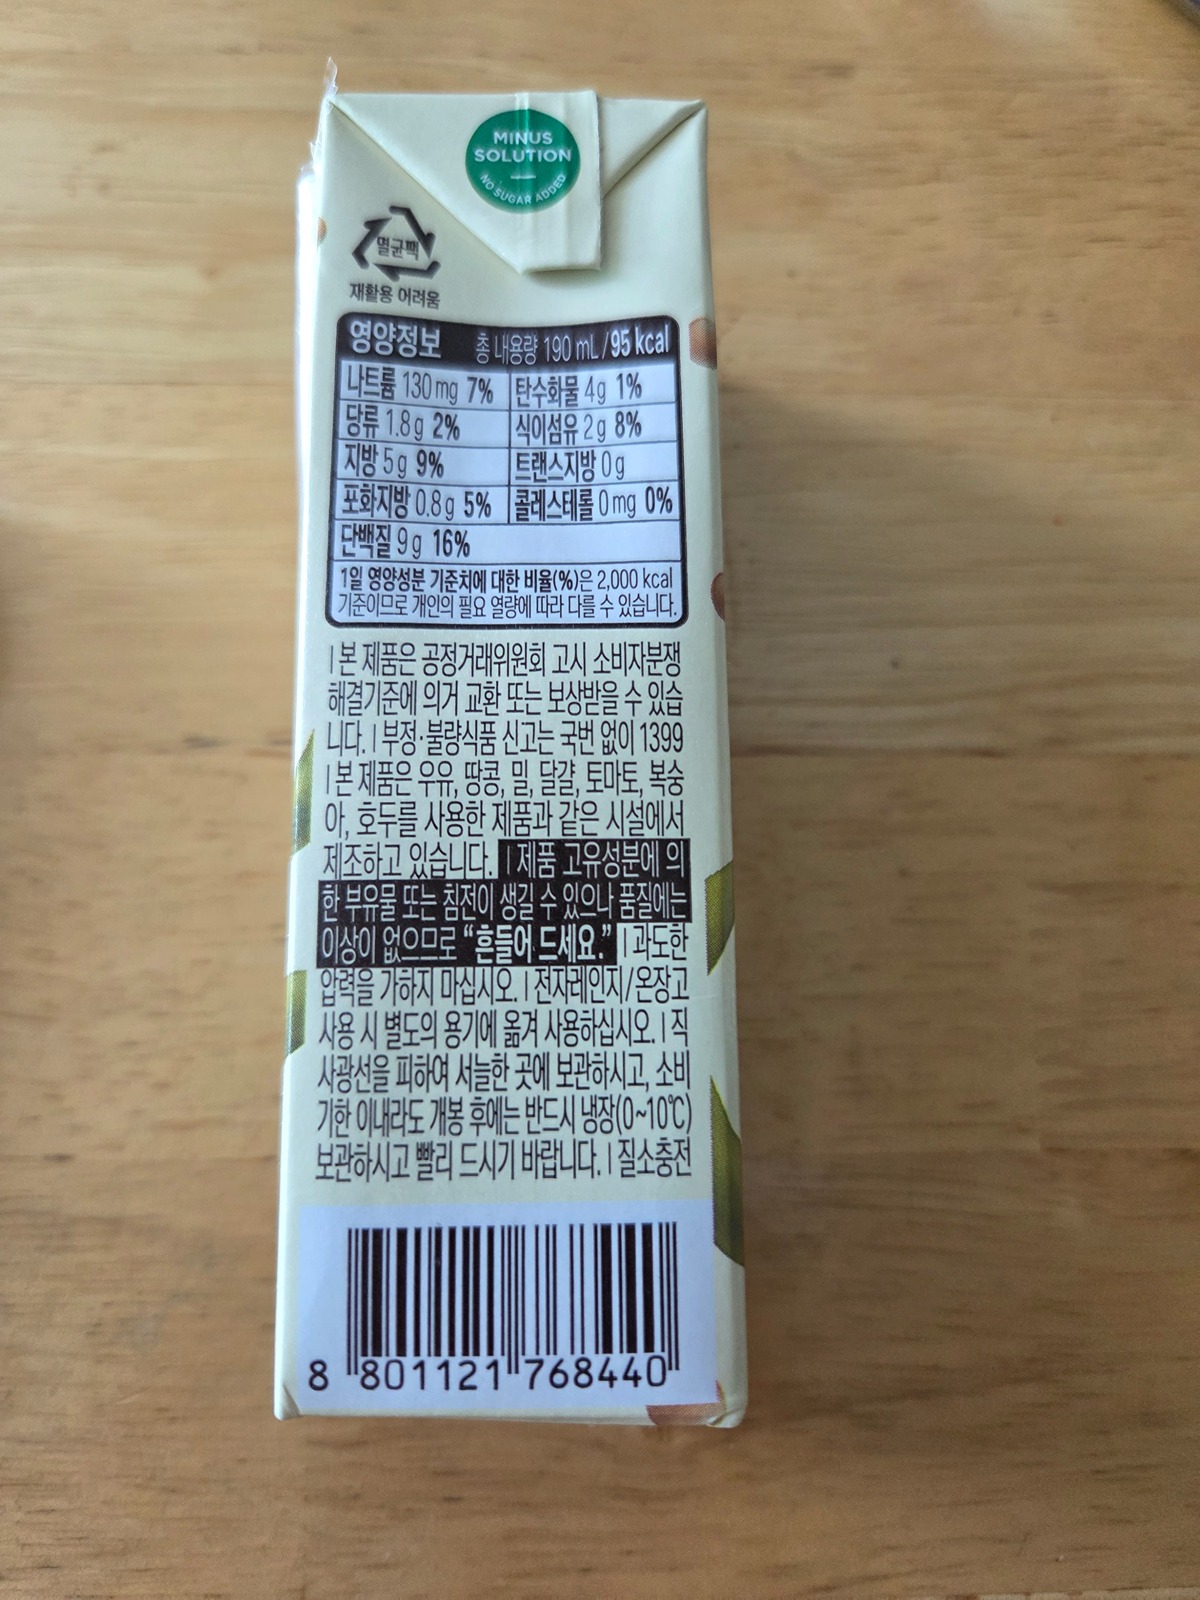 MINUS
SOLUTION
NO SUGAR ADDED
멸균팩
재활용 어려움
영양정보 총 내용량 190 mL / 95 kcal
나트륨 130 mg 7% 탄수화물 4 g 1%
당류 1.8 g 2% 식이섬유 2 g 8%
지방 5 g 9% 트랜스지방 0 g
포화지방 0.8 g 5% 콜레스테롤 0 mg 0%
단백질 9 g 16%
1일 영양성분 기준치에 대한 비율(%)은 2,000 kcal
기준이므로 개인의 필요 열량에 따라 다를 수 있습니다.
| 본 제품은 공정거래위원회 고시 소비자분쟁
해결기준에 의거 교환 또는 보상받을 수 있습
니다. | 부정·불량식품 신고는 국번 없이 1399
| 본 제품은 우유, 땅콩, 밀, 달걀, 토마토, 복숭
아, 호두를 사용한 제품과 같은 시설에서
제조하고 있습니다. | 제품 고유성분에 의
한 부유물 또는 침전이 생길 수 있으나 품질에는
이상이 없으므로 “흔들어 드세요.” | 과도한
압력을 가하지 마십시오. | 전자레인지/온장고
사용 시 별도의 용기에 옮겨 사용하십시오. | 직
사광선을 피하여 서늘한 곳에 보관하시고, 소비
기한 이내라도 개봉 후에는 반드시 냉장(0~10℃)
보관하시고 빨리 드시기 바랍니다. | 질소충전
8 801121 768440